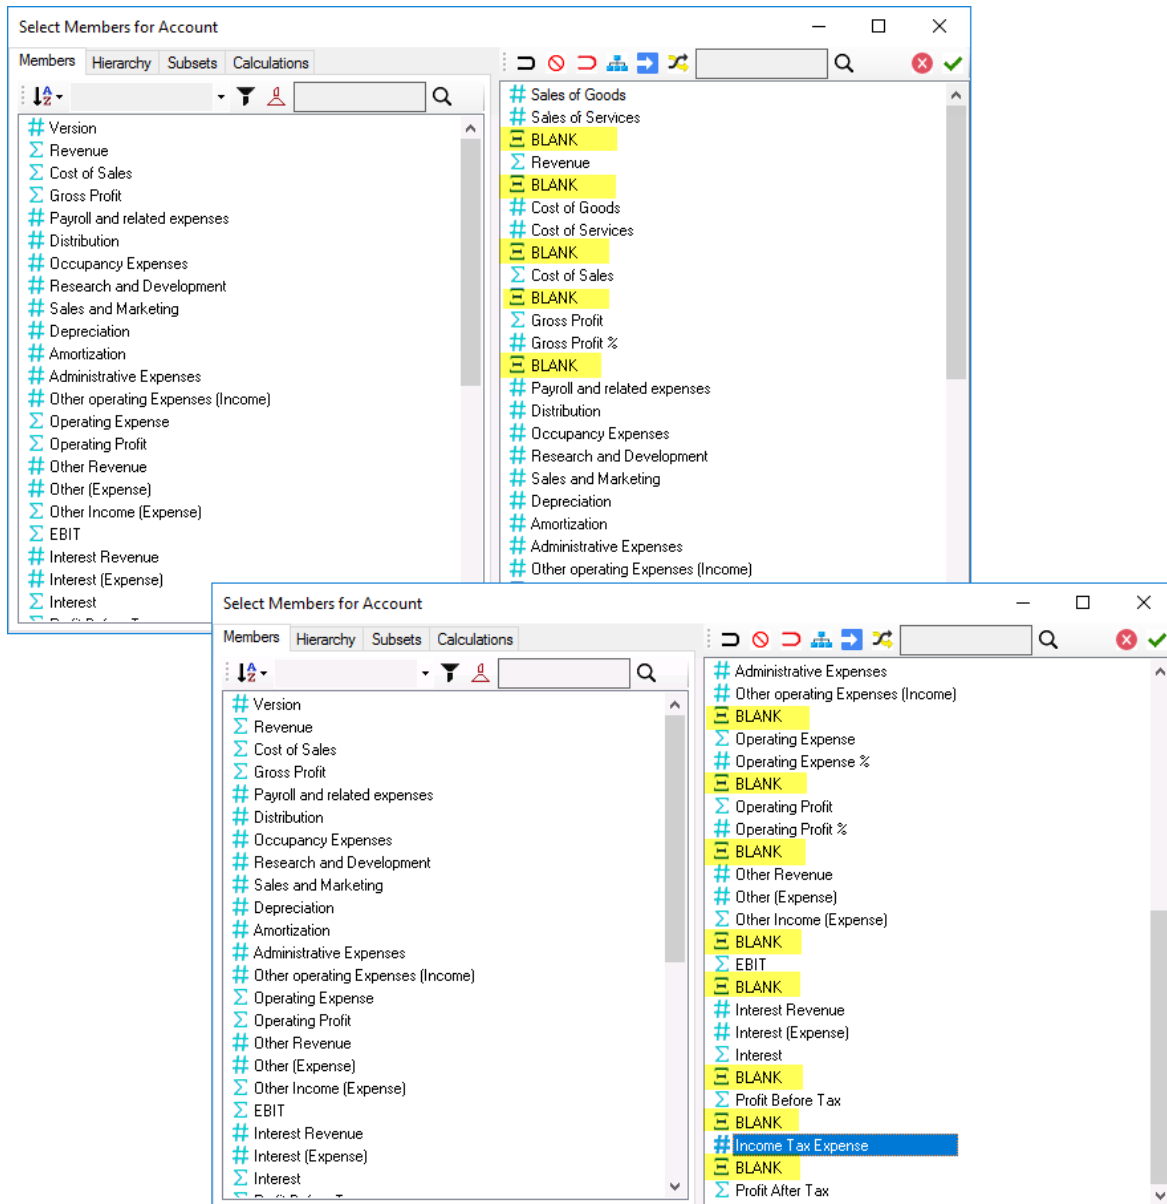 Select Members for Account
Members Hierarchy Subsets Calculations
Version
Revenue
Cost of Sales
Gross Profit
Payroll and related expenses
Distribution
Occupancy Expenses
Research and Development
Sales and Marketing
Depreciation
Amortization
Administrative Expenses
Other operating Expenses (Income)
Operating Expense
Operating Profit
Other Revenue
Other (Expense)
Other Income (Expense)
EBIT
Interest Revenue
Interest (Expense)
Interest
Sales of Goods
Sales of Services
BLANK
Revenue
BLANK
Cost of Goods
Cost of Services
BLANK
Cost of Sales
BLANK
Gross Profit
Gross Profit %
BLANK
Payroll and related expenses
Distribution
Occupancy Expenses
Research and Development
Sales and Marketing
Depreciation
Amortization
Administrative Expenses
Other operating Expenses (Income)
Select Members for Account
Members Hierarchy Subsets Calculations
Version
Revenue
Cost of Sales
Gross Profit
Payroll and related expenses
Distribution
Occupancy Expenses
Research and Development
Sales and Marketing
Depreciation
Amortization
Administrative Expenses
Other operating Expenses (Income)
Operating Expense
Operating Profit
Other Revenue
Other (Expense)
Other Income (Expense)
EBIT
Interest Revenue
Interest (Expense)
Interest
Administrative Expenses
Other operating Expenses (Income)
BLANK
Operating Expense
Operating Expense %
BLANK
Operating Profit
Operating Profit %
BLANK
Other Revenue
Other (Expense)
Other Income (Expense)
BLANK
EBIT
BLANK
Interest Revenue
Interest (Expense)
Interest
BLANK
Profit Before Tax
BLANK
Income Tax Expense
BLANK
Profit After Tax